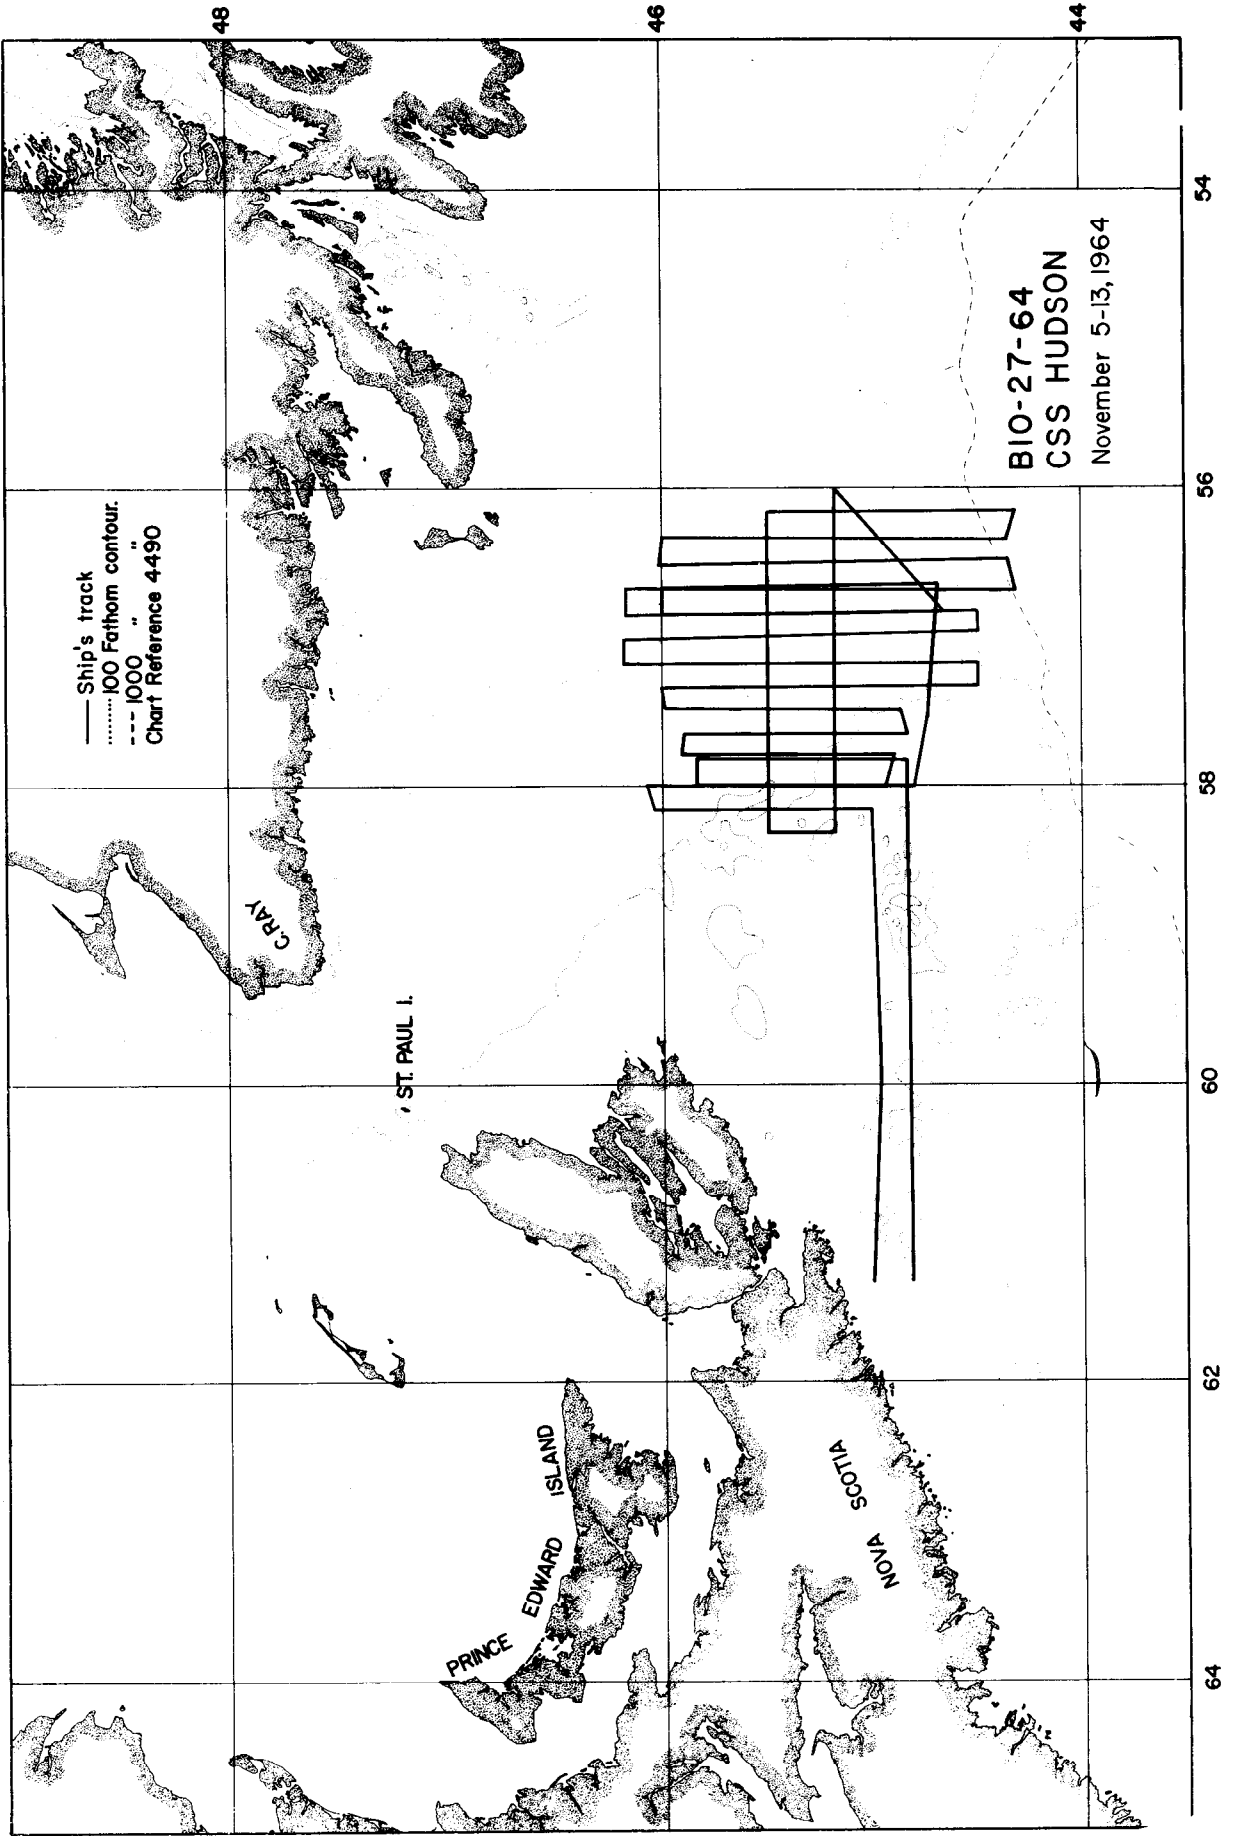 48
46
44
54
56
58
60
62
64
—— Ship's track
........ 100 Fathom contour.
--- 1000 " "
Chart Reference 4490
BIO-27-64
CSS HUDSON
November 5-13, 1964
C. RAY
ST. PAUL I.
PRINCE EDWARD ISLAND
NOVA SCOTIA